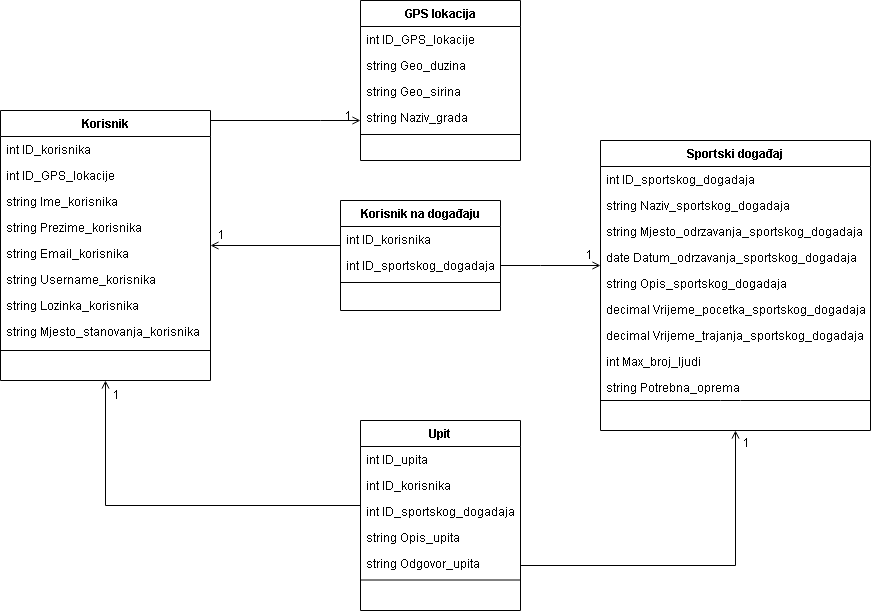 GPS lokacija
int ID_GPS_lokacije
string Geo_duzina
string Geo_sirina
string Naziv_grada
1
Korisnik
int ID_korisnika
int ID_GPS_lokacije
string Ime_korisnika
string Prezime_korisnika
string Email_korisnika
string Username_korisnika
string Lozinka_korisnika
string Mjesto_stanovanja_korisnika
1
1
Korisnik na događaju
int ID_korisnika
int ID_sportskog_dogadaja
1
Sportski događaj
int ID_sportskog_dogadaja
string Naziv_sportskog_dogadaja
string Mjesto_odrzavanja_sportskog_dogadaja
date Datum_odrzavanja_sportskog_dogadaja
string Opis_sportskog_dogadaja
decimal Vrijeme_pocetka_sportskog_dogadaja
decimal Vrijeme_trajanja_sportskog_dogadaja
int Max_broj_ljudi
string Potrebna_oprema
1
Upit
int ID_upita
int ID_korisnika
int ID_sportskog_dogadaja
string Opis_upita
string Odgovor_upita